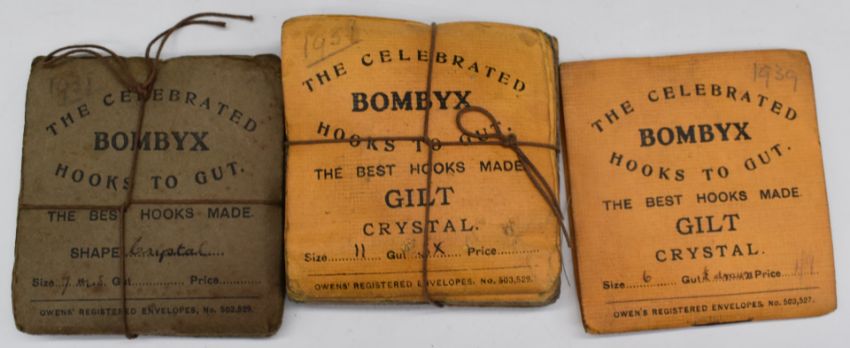 THE CELEBRATED
BOMBYX
HOOKS TO GUT.
THE BEST HOOKS MADE.
SHAPE Crystal
Size 7 Gut Price
OWENS' REGISTERED ENVELOPES, No. 503,529.
THE CELEBRATED
BOMBYX
HOOKS TO GUT.
THE BEST HOOKS MADE.
GILT
CRYSTAL.
Size 11 Gut X Price
OWENS' REGISTERED ENVELOPES, No. 503,529.
1939
THE CELEBRATED
BOMBYX
HOOKS TO GUT.
THE BEST HOOKS MADE.
GILT
CRYSTAL.
Size 6 Gut Price 1/9
OWEN'S REGISTERED ENVELOPES, No. 503,527.